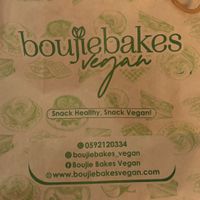 boujiebakes
vegan
Snack Healthy, Snack Vegan!
0592120334
boujiebakes_vegan
Boujie Bakes Vegan
www.boujiebakesvegan.com